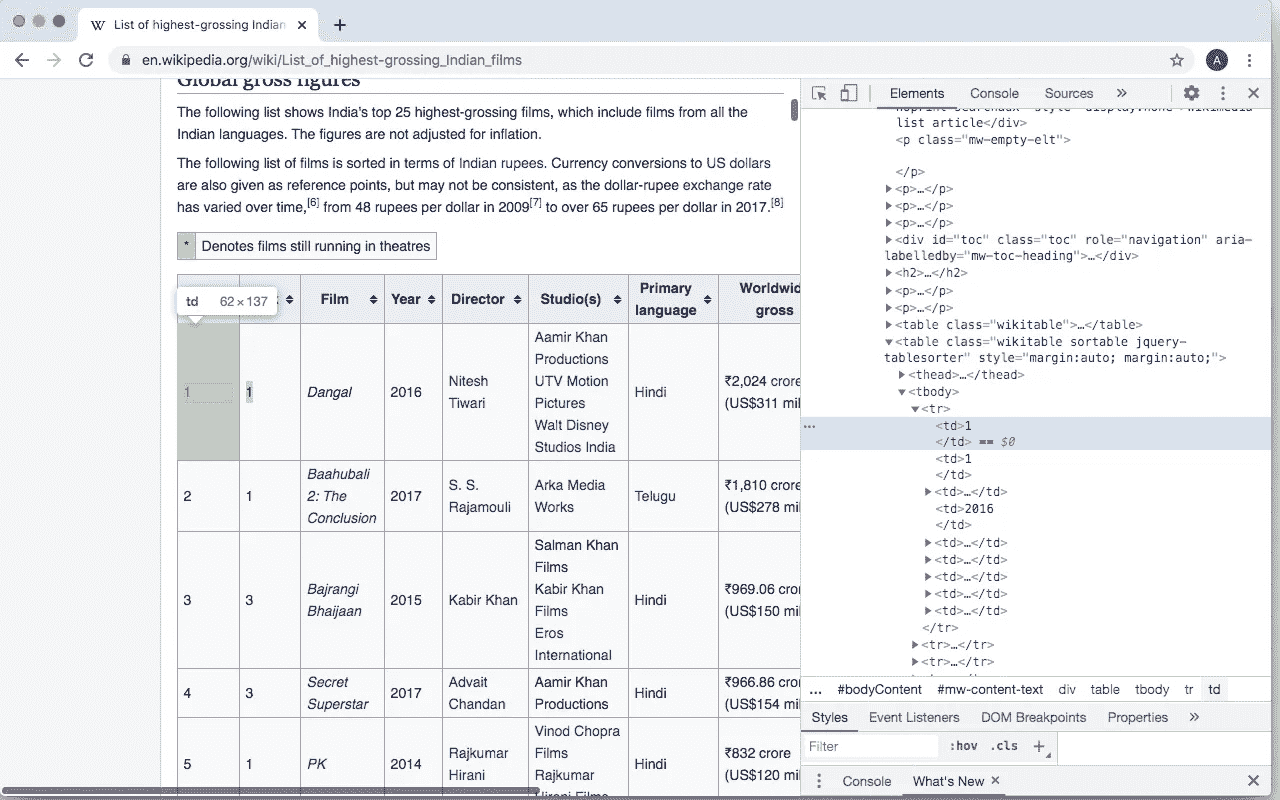 List of highest-grossing Indian
en.wikipedia.org/wiki/List_of_highest-grossing_Indian_films
A
Global gross figures
The following list shows India's top 25 highest-grossing films, which include films from all the
Indian languages. The figures are not adjusted for inflation.
The following list of films is sorted in terms of Indian rupees. Currency conversions to US dollars
are also given as reference points, but may not be consistent, as the dollar-rupee exchange rate
has varied over time,[6] from 48 rupees per dollar in 2009[7] to over 65 rupees per dollar in 2017.[8]
* Denotes films still running in theatres
td 62×137
Film Year Director Studio(s) Primary language Worldwid gross
1 1 Dangal 2016 Nitesh Tiwari Aamir Khan Productions UTV Motion Pictures Walt Disney Studios India Hindi ₹2,024 crore (US$311 mil
2 1 Baahubali 2: The Conclusion 2017 S. S. Rajamouli Arka Media Works Telugu ₹1,810 crore (US$278 mil
3 3 Bajrangi Bhaijaan 2015 Kabir Khan Salman Khan Films Kabir Khan Films Eros International Hindi ₹969.06 cro (US$150 mil
4 3 Secret Superstar 2017 Advait Chandan Aamir Khan Productions Hindi ₹966.86 cro (US$154 mil
5 1 PK 2014 Rajkumar Hirani Vinod Chopra Films Rajkumar Hirani Films Hindi ₹832 crore (US$120 mil
Elements Console Sources »
list article</div>
<p class="mw-empty-elt">
</p>
<p>…</p>
<p>…</p>
<p>…</p>
<div id="toc" class="toc" role="navigation" aria-
labelledby="mw-toc-heading">…</div>
<h2>…</h2>
<p>…</p>
<p>…</p>
<table class="wikitable">…</table>
<table class="wikitable sortable jquery-
tablesorter" style="margin:auto; margin:auto;">
<thead>…</thead>
<tbody>
<tr>
… <td>1
</td> == $0
<td>1
</td>
<td>…</td>
<td>2016
</td>
<td>…</td>
<td>…</td>
<td>…</td>
<td>…</td>
<td>…</td>
</tr>
<tr>…</tr>
<tr>…</tr>
... #bodyContent #mw-content-text div table tbody tr td
Styles Event Listeners DOM Breakpoints Properties »
Filter :hov .cls +
Console What's New ×